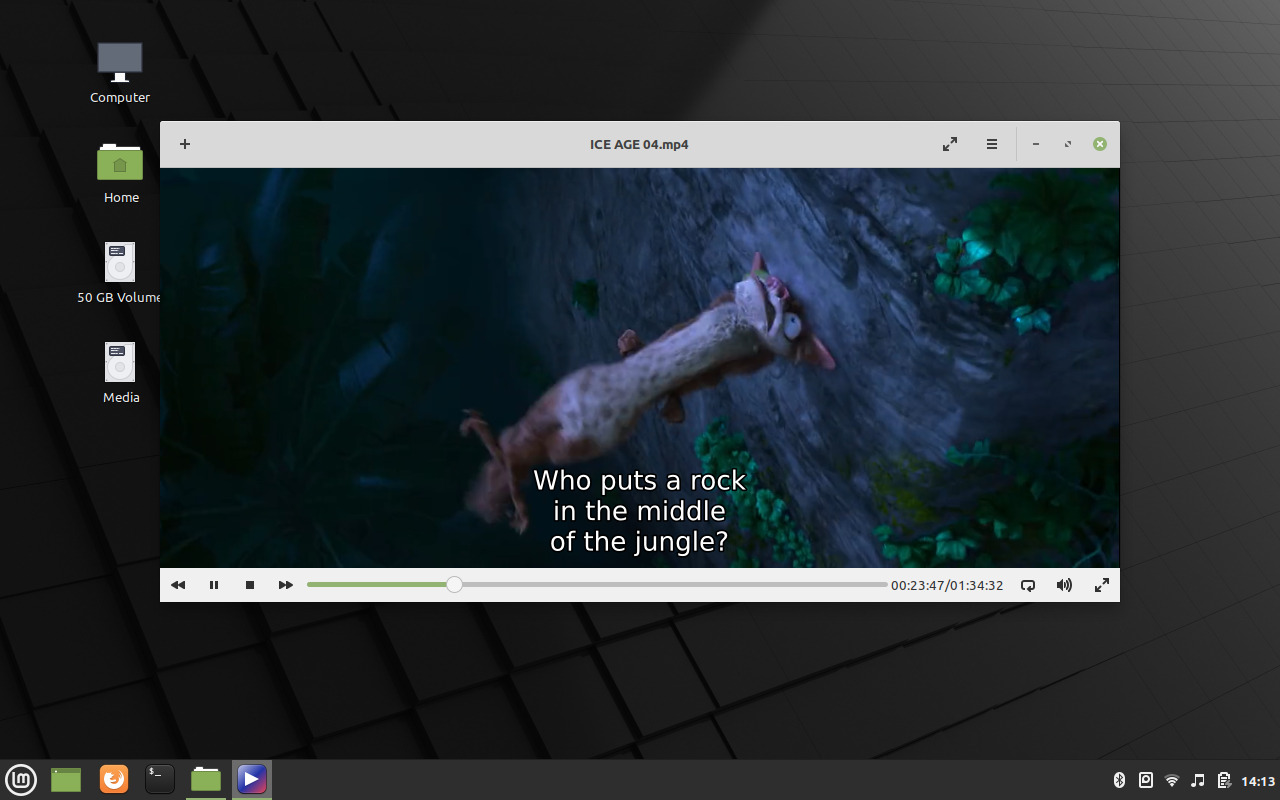 Computer
ICE AGE 04.mp4
Home
50 GB Volume
Media
Who puts a rock
in the middle
of the jungle?
00:23:47/01:34:32
$_
lm
14:13